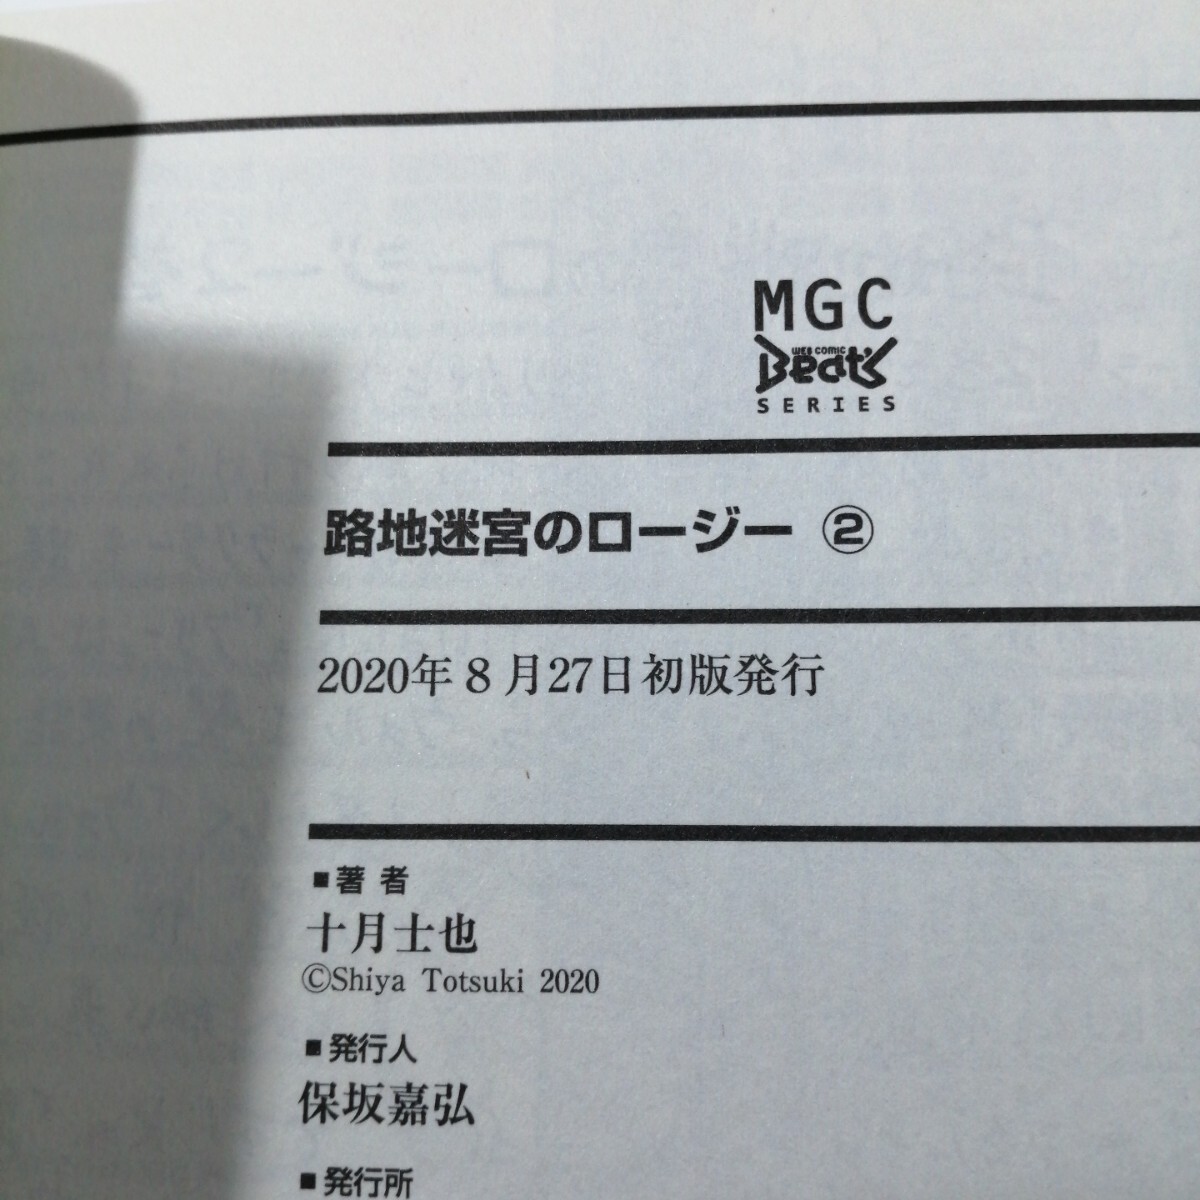 MGC
WEB COMIC
Beat's
SERIES
路地迷宮のロージー ②
2020年8月27日初版発行
■著 者
十月士也
©Shiya Totsuki 2020
■発行人
保坂嘉弘
■発行所